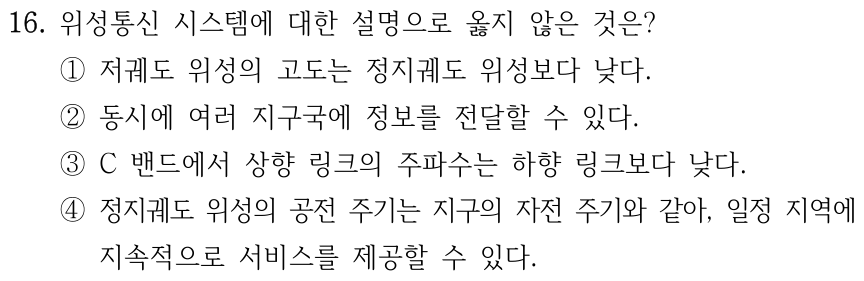 16. 위성통신 시스템에 대한 설명으로 옳지 않은 것은?
① 저궤도 위성의 고도는 정지궤도 위성보다 낮다.
② 동시에 여러 지구국에 정보를 전달할 수 있다.
③ C 밴드에서 상향 링크의 주파수는 하향 링크보다 낮다.
④ 정지궤도 위성의 공전 주기는 지구의 자전 주기와 같아, 일정 지역에
지속적으로 서비스를 제공할 수 있다.